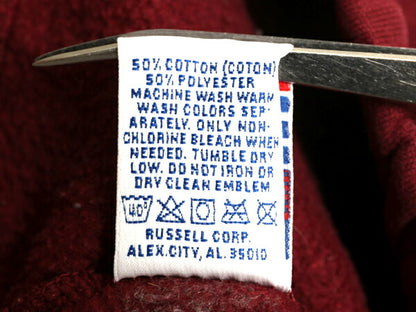 50% COTTON (COTON)
50% POLYESTER
MACHINE WASH WARM
WASH COLORS SEP-
ARATELY. ONLY NON-
CHLORINE BLEACH WHEN
NEEDED. TUMBLE DRY
LOW. DO NOT IRON OR
DRY CLEAN EMBLEM
40°
RUSSELL CORP.
ALEX.CITY, AL. 35010